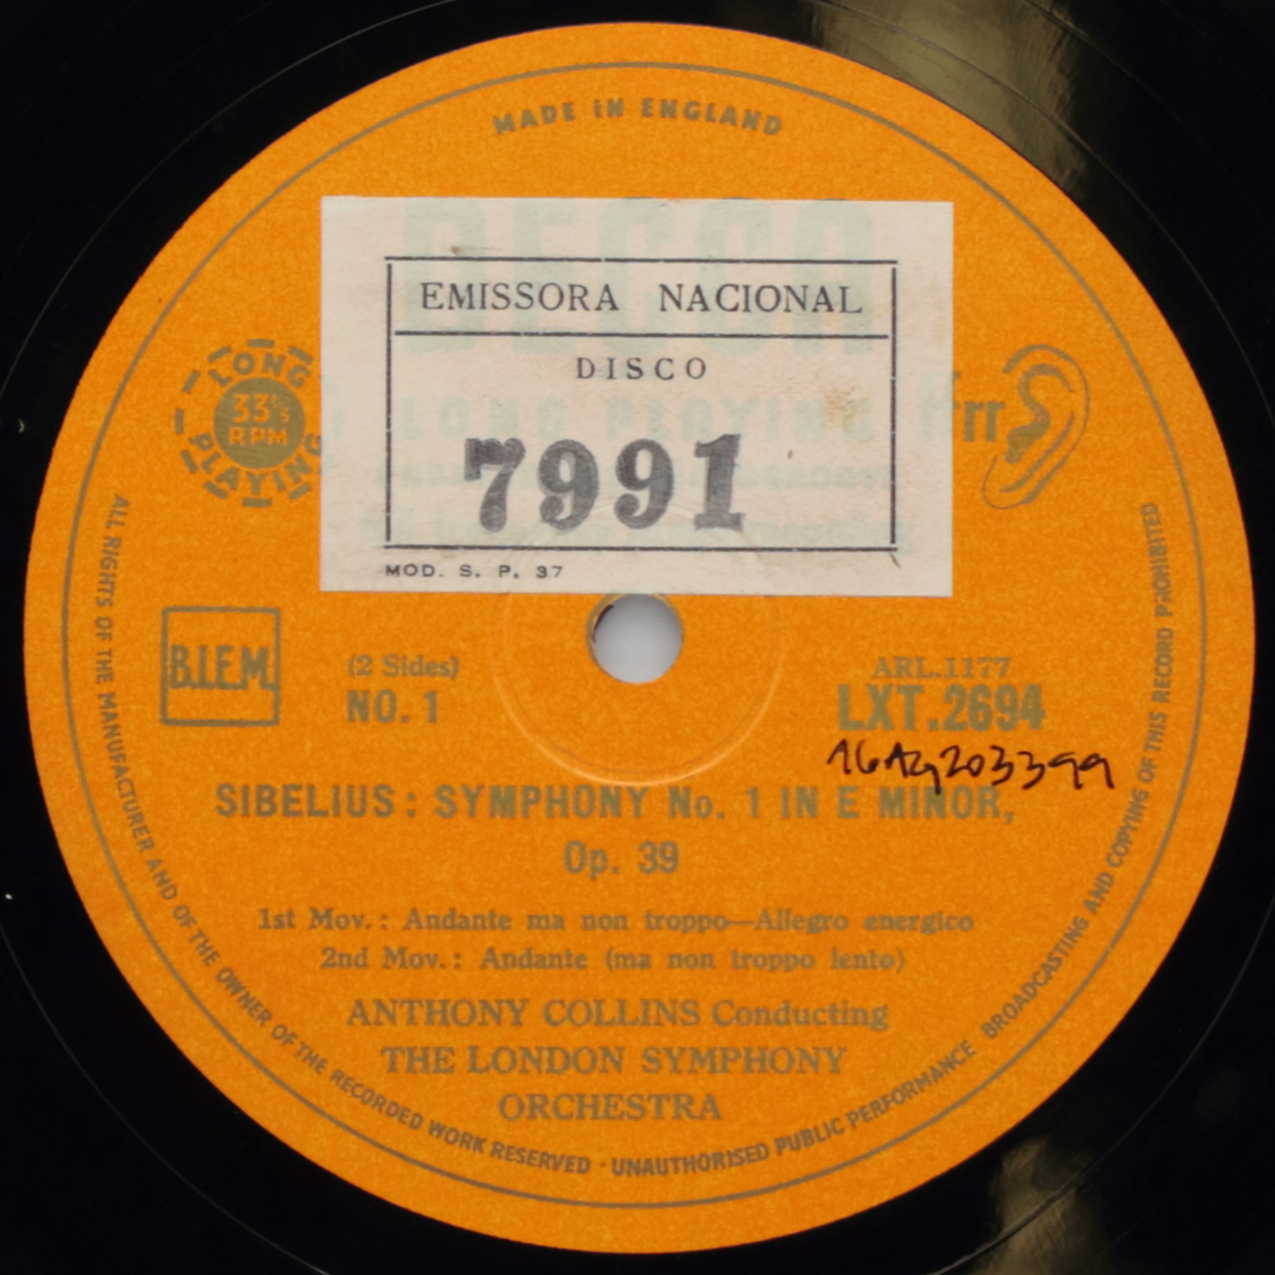 MADE IN ENGLAND
DECCA
EMISSORA NACIONAL
DISCO
LONG PLAYING
7991
MOD. S. P. 37
LONG
33⅓
RPM
PLAYING
ffrr
B.I.E.M.
(2 Sides)
NO. 1
ARL.1177
LXT.2694
SIBELIUS : SYMPHONY No. 1 IN E MINOR,
Op. 39
1st Mov. : Andante ma non troppo—Allegro energico
2nd Mov. : Andante (ma non troppo lento)
ANTHONY COLLINS Conducting
THE LONDON SYMPHONY
ORCHESTRA
ALL RIGHTS OF THE MANUFACTURER AND OF THE OWNER OF THE RECORDED WORK RESERVED · UNAUTHORISED PUBLIC PERFORMANCE BROADCASTING AND COPYING OF THIS RECORD PROHIBITED